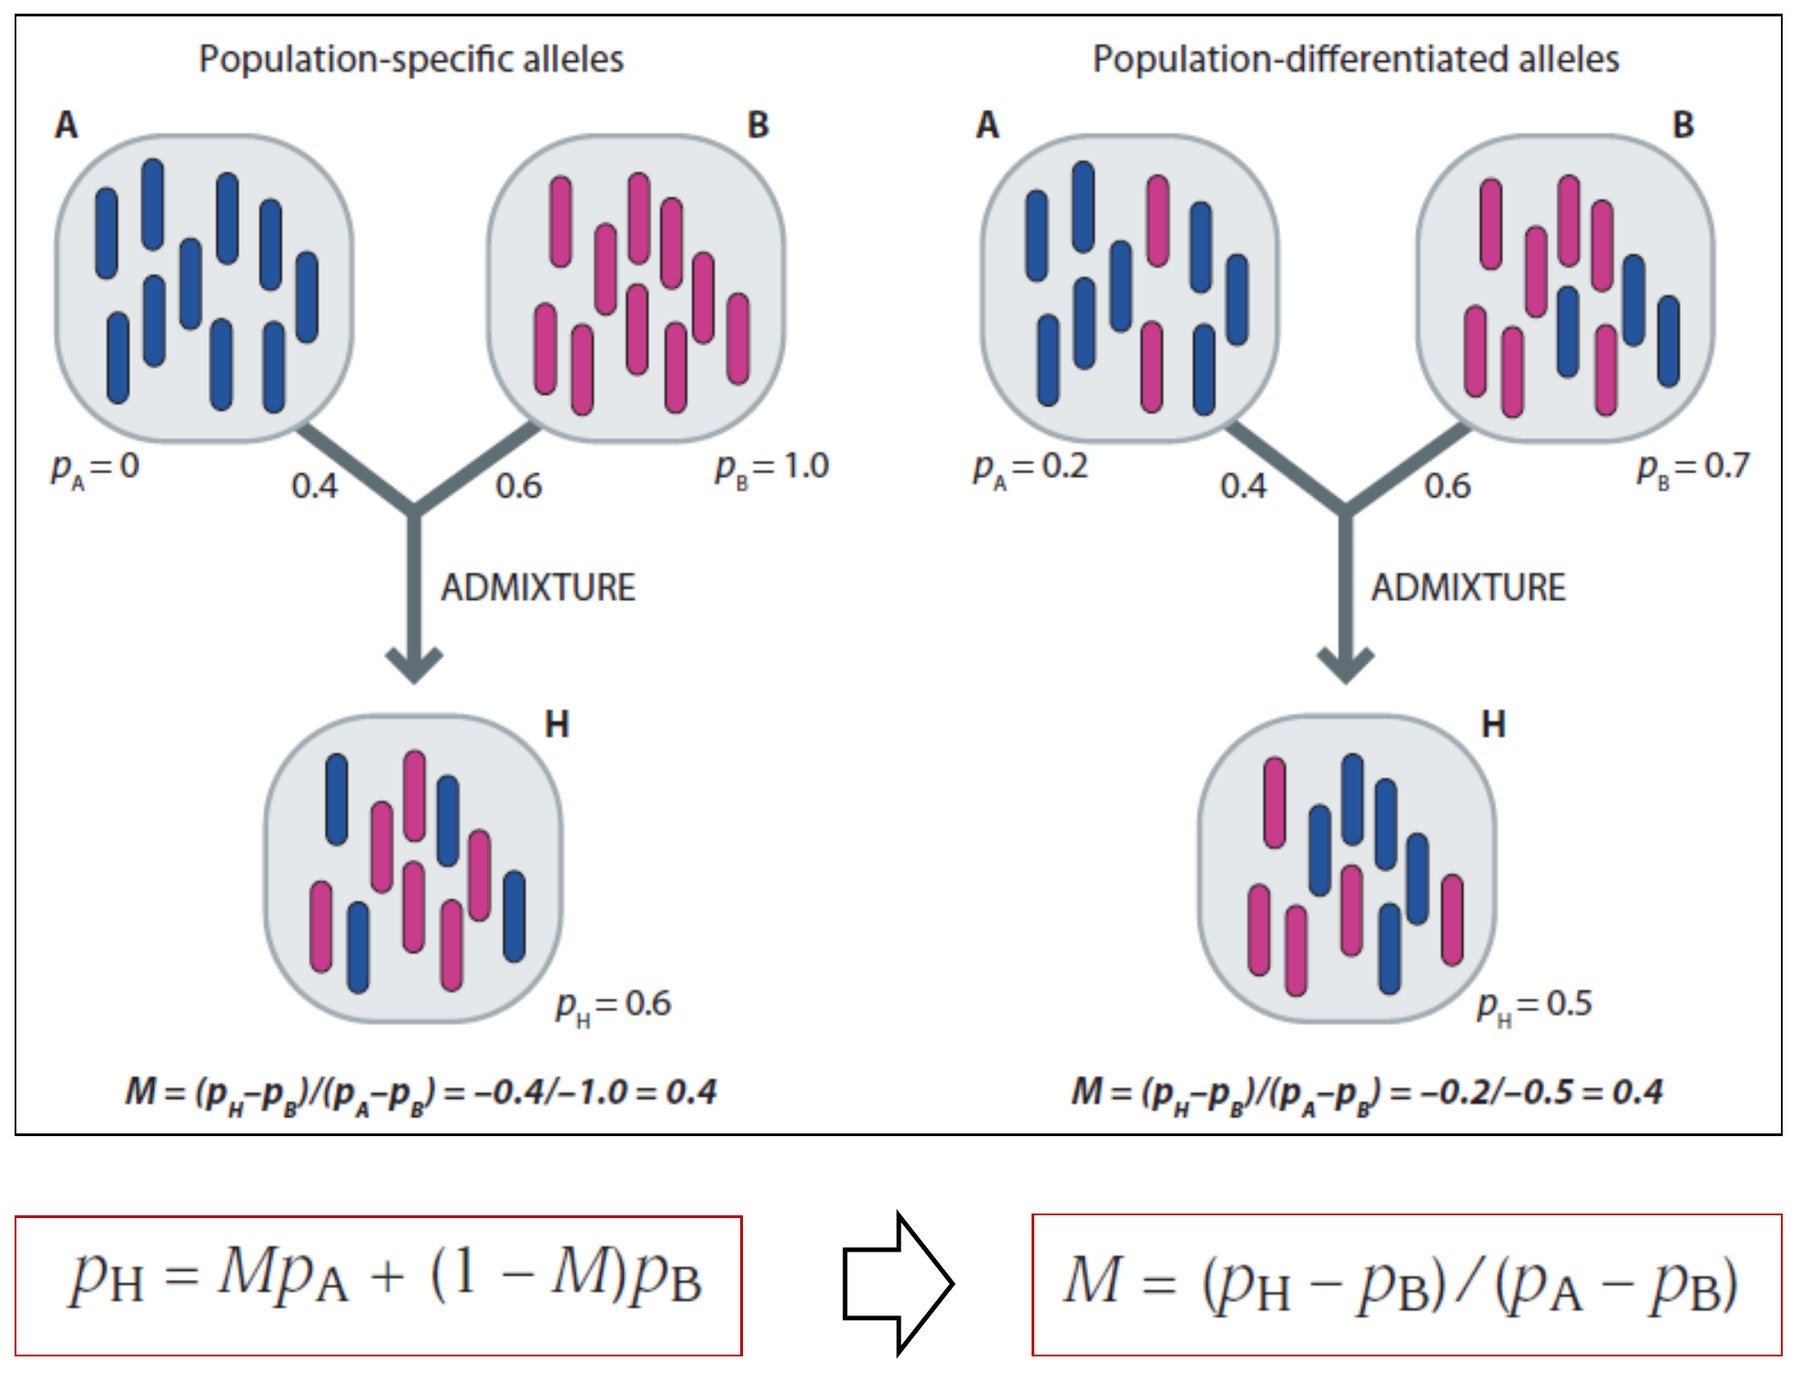 Population-specific alleles
A
B
pA = 0
0.4
0.6
pB = 1.0
ADMIXTURE
H
pH = 0.6
M = (pH–pB)/(pA–pB) = –0.4/–1.0 = 0.4
Population-differentiated alleles
A
B
pA = 0.2
0.4
0.6
pB = 0.7
ADMIXTURE
H
pH = 0.5
M = (pH–pB)/(pA–pB) = –0.2/–0.5 = 0.4
pH = MpA + (1 – M)pB
M = (pH – pB)/(pA – pB)